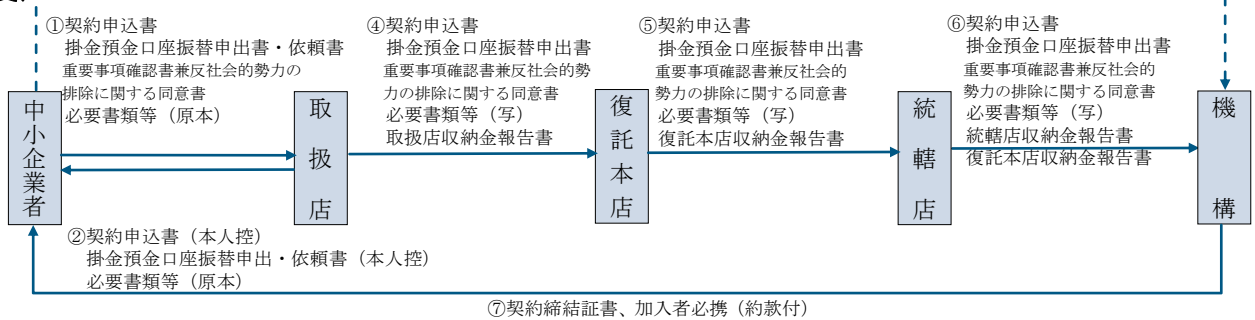 ①契約申込書
掛金預金口座振替申出書・依頼書
重要事項確認書兼反社会的勢力の
排除に関する同意書
必要書類等（原本）
④契約申込書
掛金預金口座振替申出書
重要事項確認書兼反社会的勢
力の排除に関する同意書
必要書類等（写）
取扱店収納金報告書
⑤契約申込書
掛金預金口座振替申出書
重要事項確認書兼反社会的
勢力の排除に関する同意書
必要書類等（写）
復託本店収納金報告書
⑥契約申込書
掛金預金口座振替申出書
重要事項確認書兼反社会的
勢力の排除に関する同意書
必要書類等（写）
統轄店収納金報告書
復託本店収納金報告書
中小企業者
取扱店
復託本店
統轄店
機構
②契約申込書（本人控）
掛金預金口座振替申出・依頼書（本人控）
必要書類等（原本）
⑦契約締結証書、加入者必携（約款付）